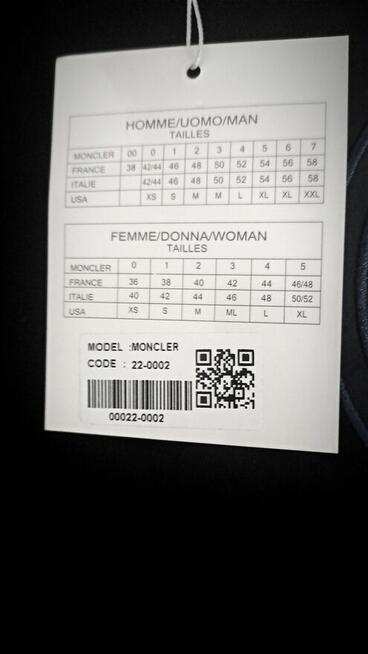 HOMME/UOMO/MAN
TAILLES
MONCLER 00 0 1 2 3 4 5 6 7
FRANCE 38 42/44 46 48 50 52 54 56 58
ITALIE 42/44 46 48 50 52 54 56 58
USA XS S M M L XL XL XXL
FEMME/DONNA/WOMAN
TAILLES
MONCLER 0 1 2 3 4 5
FRANCE 36 38 40 42 44 46/48
ITALIE 40 42 44 46 48 50/52
USA XS S M ML L XL
MODEL :MONCLER
CODE : 22-0002
00022-0002